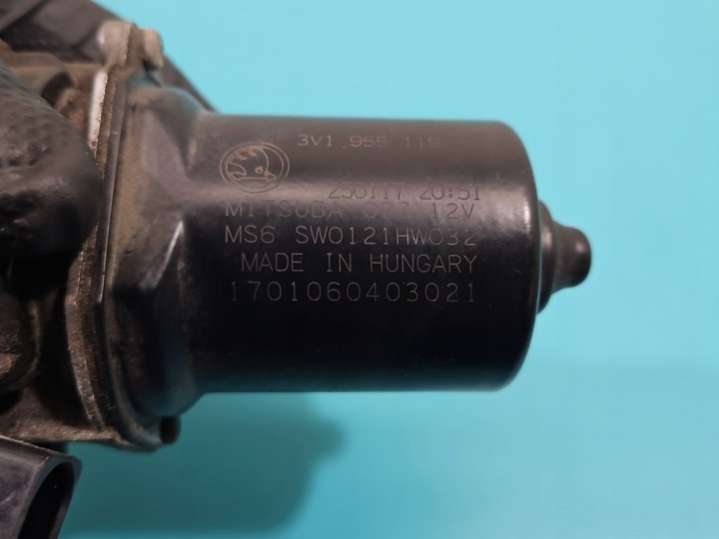 3V1 955 119
250117 20:51
MITSUBA 12V
MS6 SW0121HW032
MADE IN HUNGARY
1701060403021